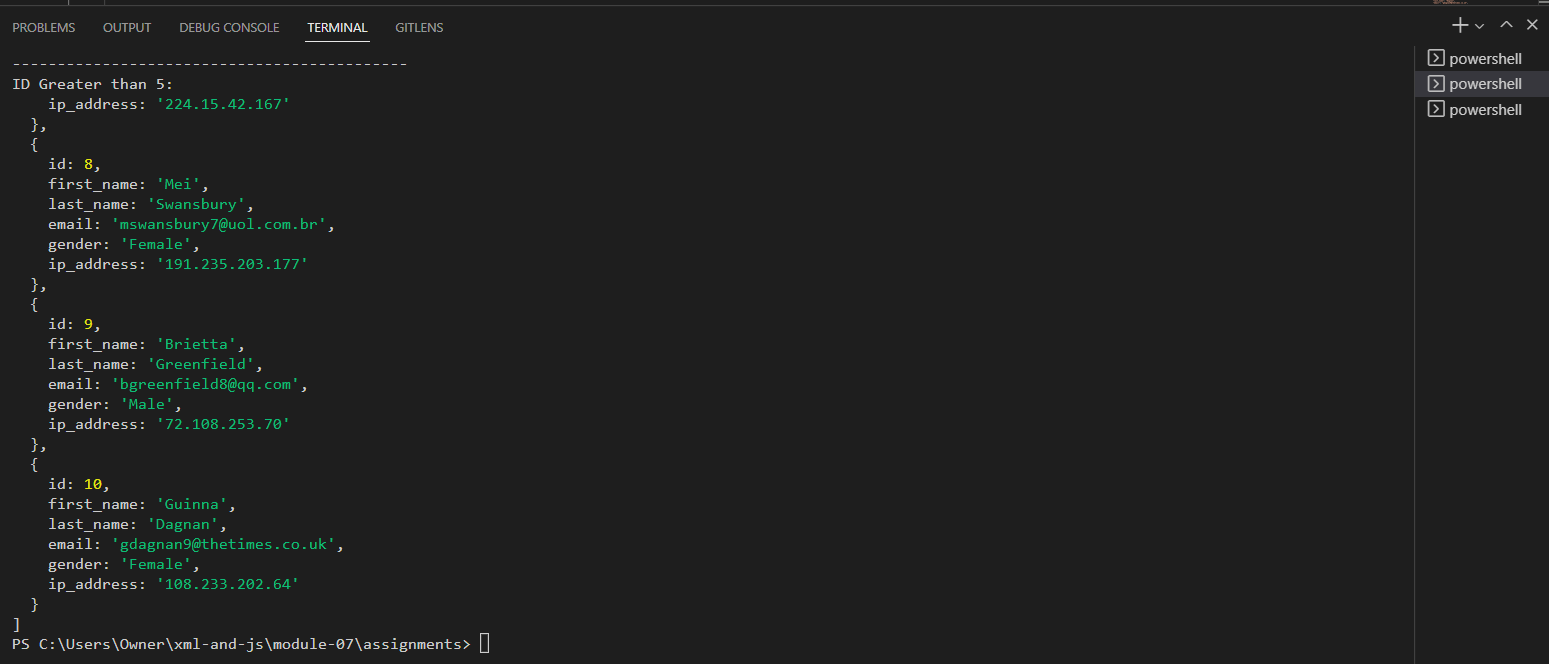 PROBLEMS OUTPUT DEBUG CONSOLE TERMINAL GITLENS
--------------------------------------------
ID Greater than 5:
    ip_address: '224.15.42.167'
  },
  {
    id: 8,
    first_name: 'Mei',
    last_name: 'Swansbury',
    email: 'mswansbury7@uol.com.br',
    gender: 'Female',
    ip_address: '191.235.203.177'
  },
  {
    id: 9,
    first_name: 'Brietta',
    last_name: 'Greenfield',
    email: 'bgreenfield8@qq.com',
    gender: 'Male',
    ip_address: '72.108.253.70'
  },
  {
    id: 10,
    first_name: 'Guinna',
    last_name: 'Dagnan',
    email: 'gdagnan9@thetimes.co.uk',
    gender: 'Female',
    ip_address: '108.233.202.64'
  }
]
PS C:\Users\Owner\xml-and-js\module-07\assignments>
powershell
powershell
powershell